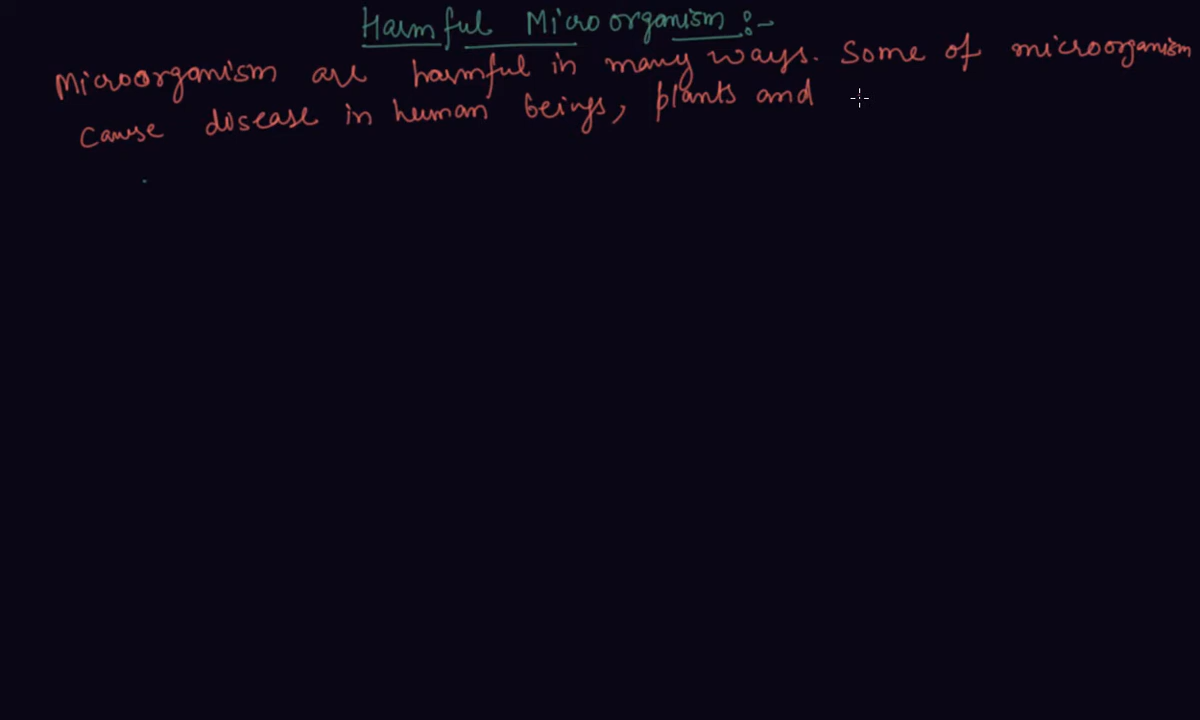 Harmful Microorganism :-
Microorganism are harmful in many ways. Some of microorganism
cause disease in human beings, plants and